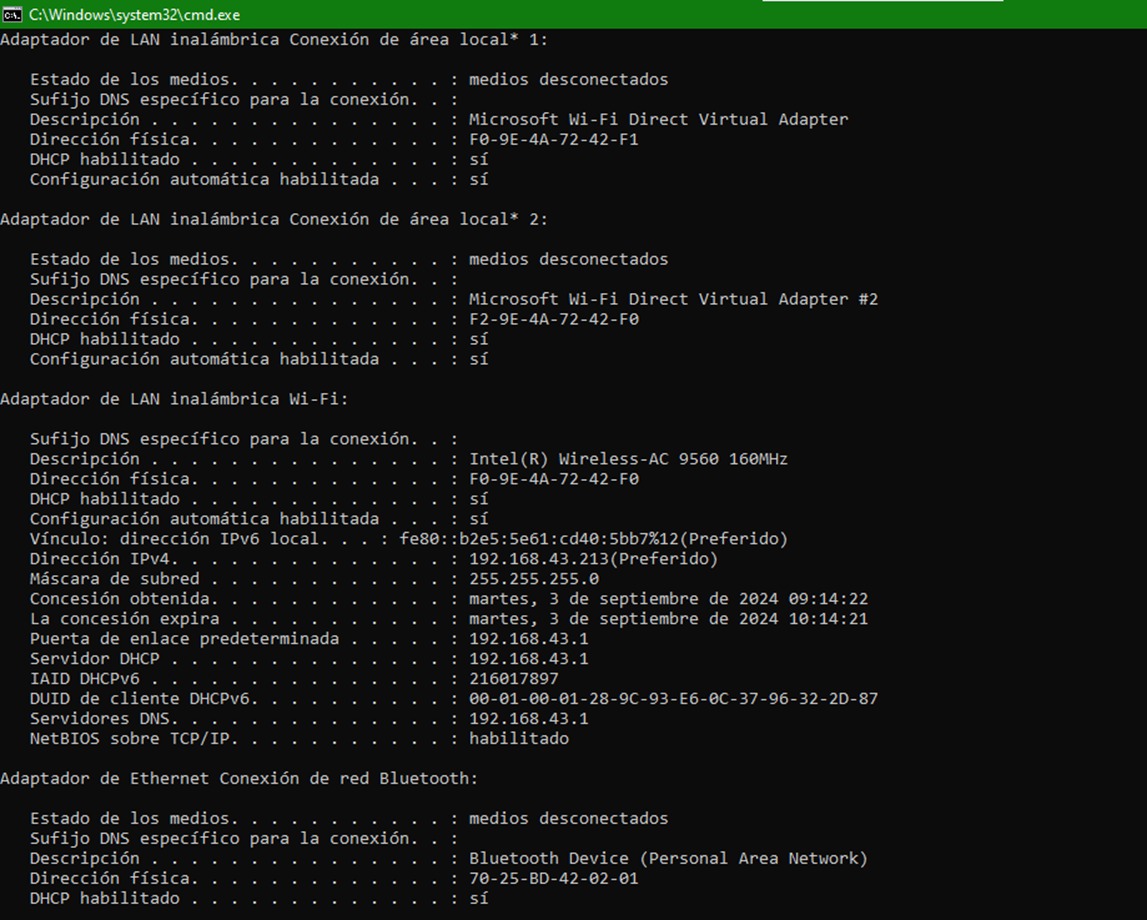 C:\Windows\system32\cmd.exe
Adaptador de LAN inalámbrica Conexión de área local* 1:
Estado de los medios. . . . . . . . . . . : medios desconectados
Sufijo DNS específico para la conexión. . :
Descripción . . . . . . . . . . . . . . . : Microsoft Wi-Fi Direct Virtual Adapter
Dirección física. . . . . . . . . . . . . : F0-9E-4A-72-42-F1
DHCP habilitado . . . . . . . . . . . . . : sí
Configuración automática habilitada . . . : sí
Adaptador de LAN inalámbrica Conexión de área local* 2:
Estado de los medios. . . . . . . . . . . : medios desconectados
Sufijo DNS específico para la conexión. . :
Descripción . . . . . . . . . . . . . . . : Microsoft Wi-Fi Direct Virtual Adapter #2
Dirección física. . . . . . . . . . . . . : F2-9E-4A-72-42-F0
DHCP habilitado . . . . . . . . . . . . . : sí
Configuración automática habilitada . . . : sí
Adaptador de LAN inalámbrica Wi-Fi:
Sufijo DNS específico para la conexión. . :
Descripción . . . . . . . . . . . . . . . : Intel(R) Wireless-AC 9560 160MHz
Dirección física. . . . . . . . . . . . . : F0-9E-4A-72-42-F0
DHCP habilitado . . . . . . . . . . . . . : sí
Configuración automática habilitada . . . : sí
Vínculo: dirección IPv6 local. . . : fe80::b2e5:5e61:cd40:5bb7%12(Preferido)
Dirección IPv4. . . . . . . . . . . . . . : 192.168.43.213(Preferido)
Máscara de subred . . . . . . . . . . . . : 255.255.255.0
Concesión obtenida. . . . . . . . . . . . : martes, 3 de septiembre de 2024 09:14:22
La concesión expira . . . . . . . . . . . : martes, 3 de septiembre de 2024 10:14:21
Puerta de enlace predeterminada . . . . . : 192.168.43.1
Servidor DHCP . . . . . . . . . . . . . . : 192.168.43.1
IAID DHCPv6 . . . . . . . . . . . . . . . : 216017897
DUID de cliente DHCPv6. . . . . . . . . . : 00-01-00-01-28-9C-93-E6-0C-37-96-32-2D-87
Servidores DNS. . . . . . . . . . . . . . : 192.168.43.1
NetBIOS sobre TCP/IP. . . . . . . . . . . : habilitado
Adaptador de Ethernet Conexión de red Bluetooth:
Estado de los medios. . . . . . . . . . . : medios desconectados
Sufijo DNS específico para la conexión. . :
Descripción . . . . . . . . . . . . . . . : Bluetooth Device (Personal Area Network)
Dirección física. . . . . . . . . . . . . : 70-25-BD-42-02-01
DHCP habilitado . . . . . . . . . . . . . : sí